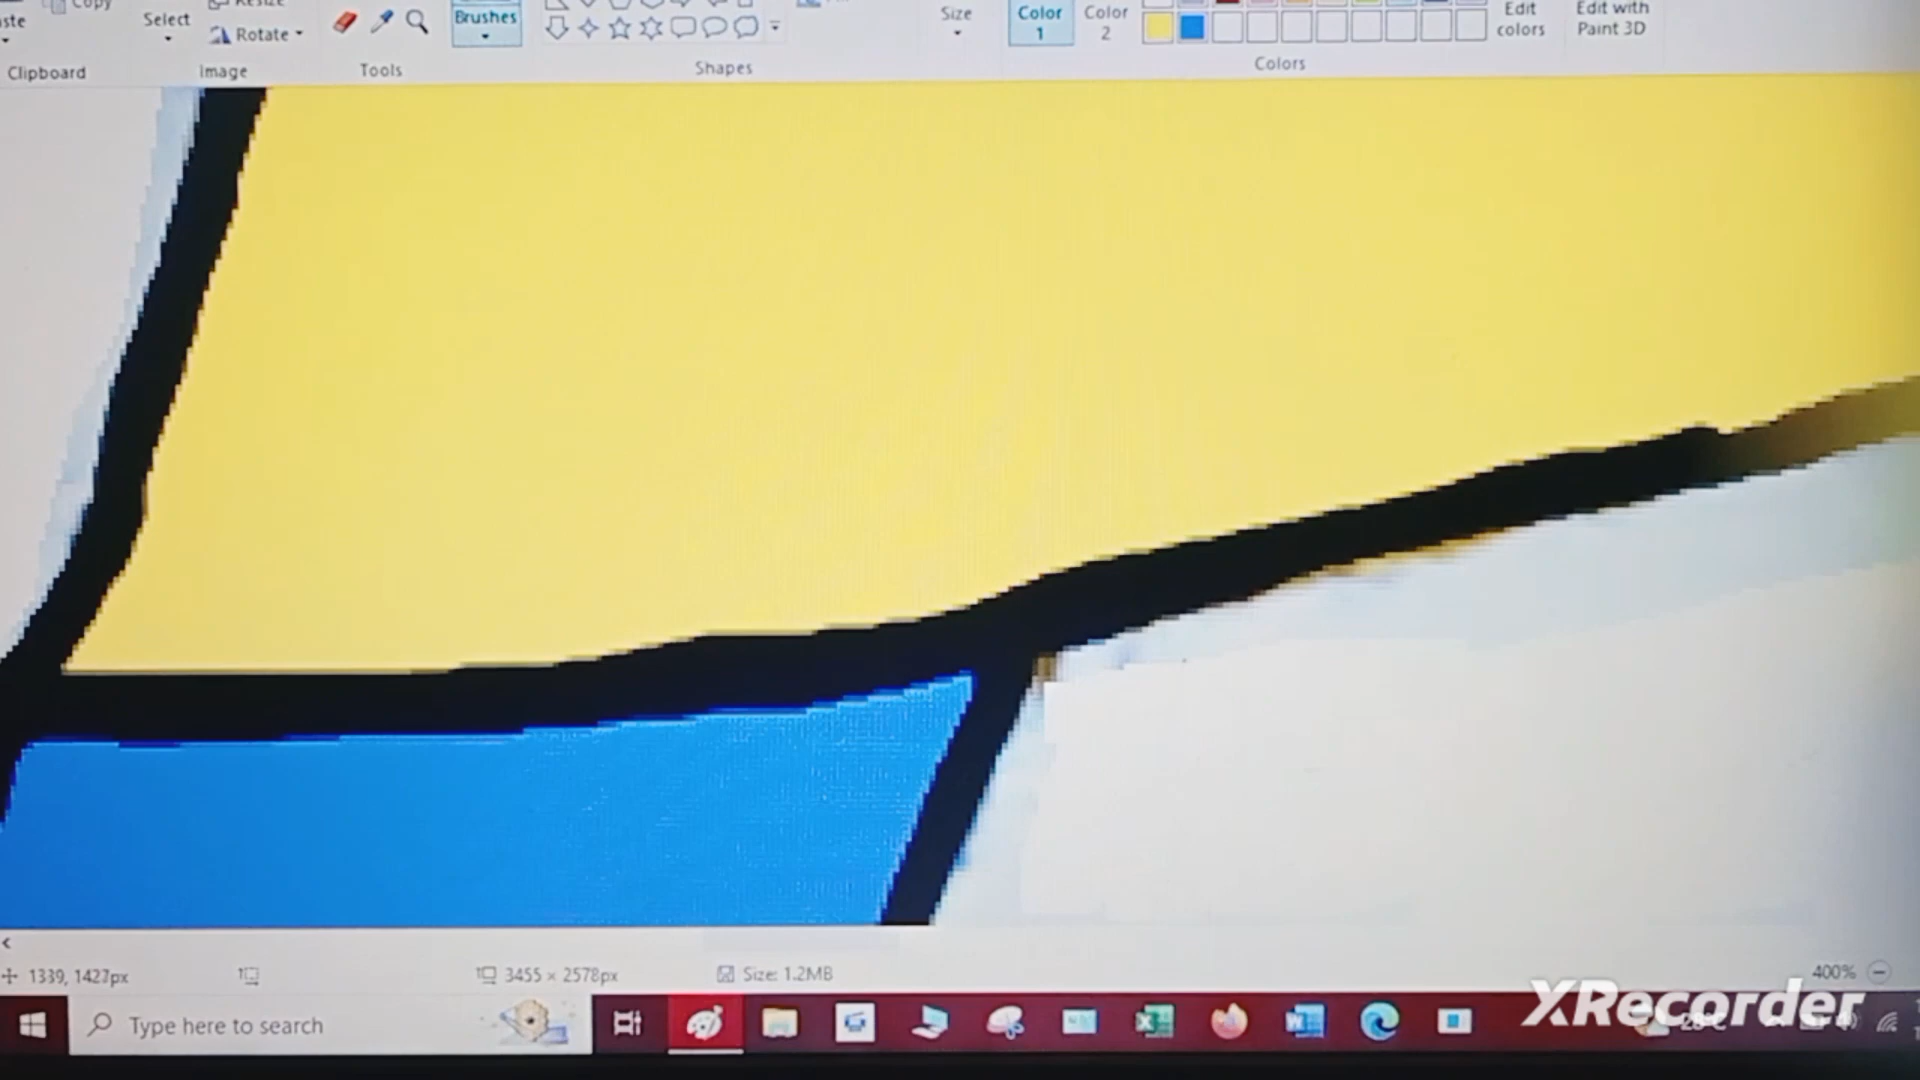 Copy
Select
Rotate
Brushes
Size
Color
1
Color
2
Edit
colors
Edit with
Paint 3D
Clipboard
Image
Tools
Shapes
Colors
1339, 1427px
3455 × 2578px
Size: 1.2MB
400%
Type here to search
XRecorder